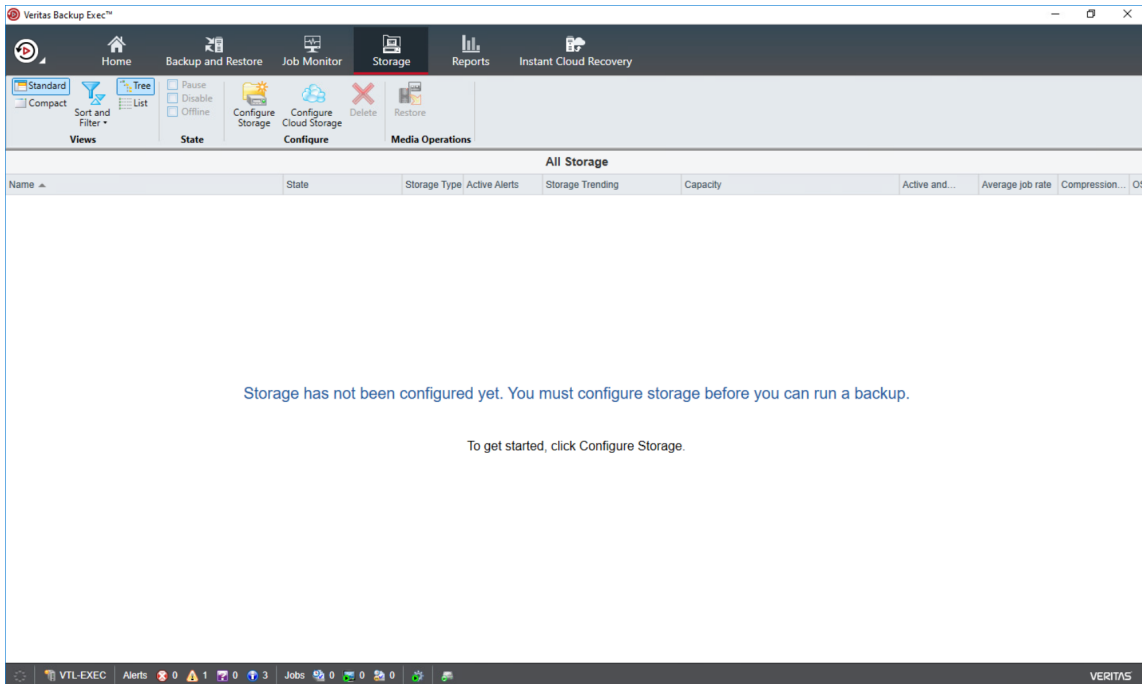 Veritas Backup Exec™
Home
Backup and Restore
Job Monitor
Storage
Reports
Instant Cloud Recovery
Standard
Compact
Sort and
Filter
Tree
List
Views
Pause
Disable
Offline
State
Configure
Storage
Configure
Cloud Storage
Configure
Delete
Restore
Media Operations
All Storage
Name State Storage Type Active Alerts Storage Trending Capacity Active and... Average job rate Compression... OS
Storage has not been configured yet. You must configure storage before you can run a backup.
To get started, click Configure Storage.
VTL-EXEC Alerts 0 1 0 3 Jobs 0 0 0 VERITAS